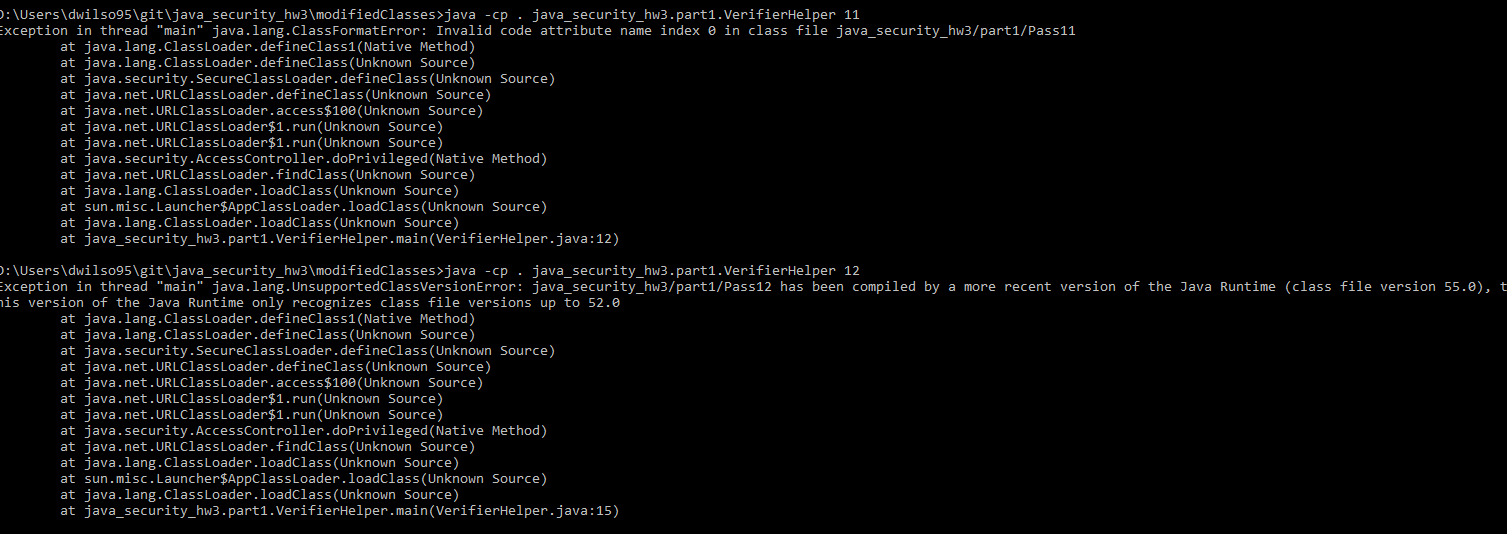 D:\Users\dwilso95\git\java_security_hw3\modifiedClasses>java -cp . java_security_hw3.part1.VerifierHelper 11
Exception in thread "main" java.lang.ClassFormatError: Invalid code attribute name index 0 in class file java_security_hw3/part1/Pass11
at java.lang.ClassLoader.defineClass1(Native Method)
at java.lang.ClassLoader.defineClass(Unknown Source)
at java.security.SecureClassLoader.defineClass(Unknown Source)
at java.net.URLClassLoader.defineClass(Unknown Source)
at java.net.URLClassLoader.access$100(Unknown Source)
at java.net.URLClassLoader$1.run(Unknown Source)
at java.net.URLClassLoader$1.run(Unknown Source)
at java.security.AccessController.doPrivileged(Native Method)
at java.net.URLClassLoader.findClass(Unknown Source)
at java.lang.ClassLoader.loadClass(Unknown Source)
at sun.misc.Launcher$AppClassLoader.loadClass(Unknown Source)
at java.lang.ClassLoader.loadClass(Unknown Source)
at java_security_hw3.part1.VerifierHelper.main(VerifierHelper.java:12)
D:\Users\dwilso95\git\java_security_hw3\modifiedClasses>java -cp . java_security_hw3.part1.VerifierHelper 12
Exception in thread "main" java.lang.UnsupportedClassVersionError: java_security_hw3/part1/Pass12 has been compiled by a more recent version of the Java Runtime (class file version 55.0), t
his version of the Java Runtime only recognizes class file versions up to 52.0
at java.lang.ClassLoader.defineClass1(Native Method)
at java.lang.ClassLoader.defineClass(Unknown Source)
at java.security.SecureClassLoader.defineClass(Unknown Source)
at java.net.URLClassLoader.defineClass(Unknown Source)
at java.net.URLClassLoader.access$100(Unknown Source)
at java.net.URLClassLoader$1.run(Unknown Source)
at java.net.URLClassLoader$1.run(Unknown Source)
at java.security.AccessController.doPrivileged(Native Method)
at java.net.URLClassLoader.findClass(Unknown Source)
at java.lang.ClassLoader.loadClass(Unknown Source)
at sun.misc.Launcher$AppClassLoader.loadClass(Unknown Source)
at java.lang.ClassLoader.loadClass(Unknown Source)
at java_security_hw3.part1.VerifierHelper.main(VerifierHelper.java:15)